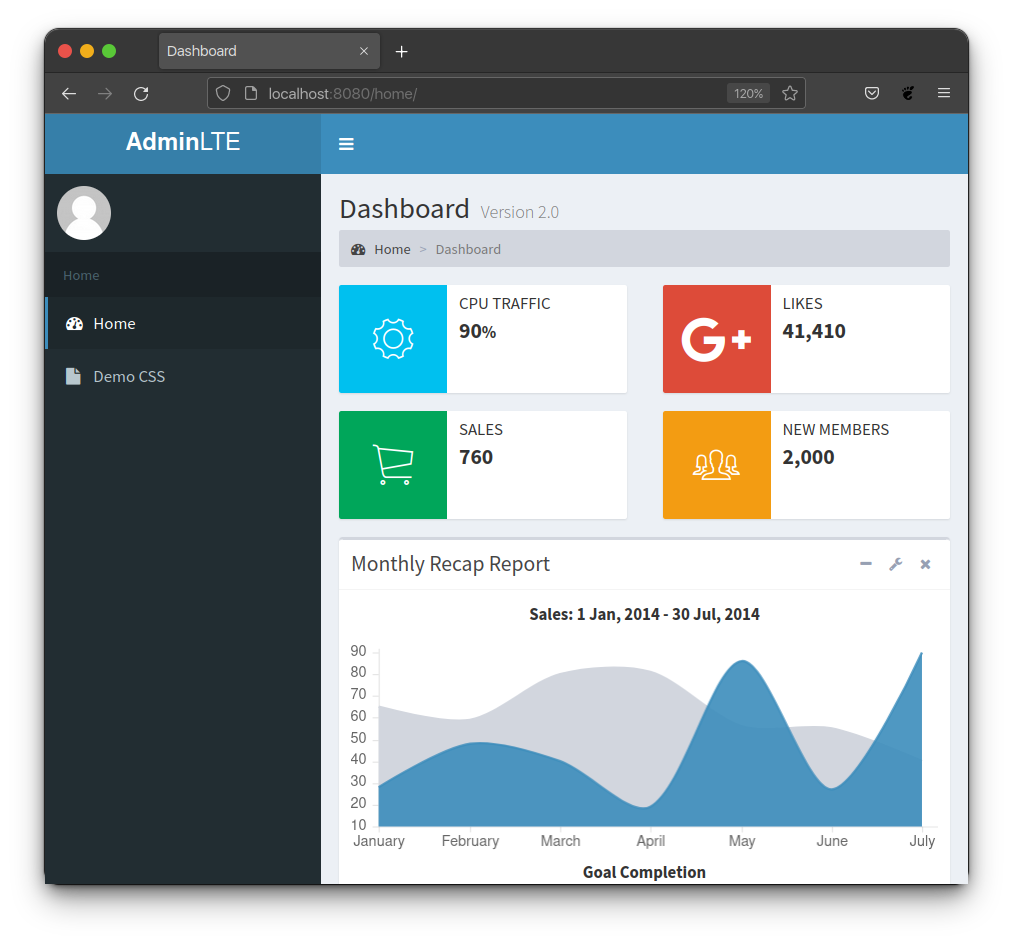 Dashboard
localhost:8080/home/
120%
AdminLTE
Home
Home
Demo CSS
Dashboard Version 2.0
Home > Dashboard
CPU TRAFFIC
90%
G+
LIKES
41,410
SALES
760
NEW MEMBERS
2,000
Monthly Recap Report
Sales: 1 Jan, 2014 - 30 Jul, 2014
90
80
70
60
50
40
30
20
10
January February March April May June July
Goal Completion